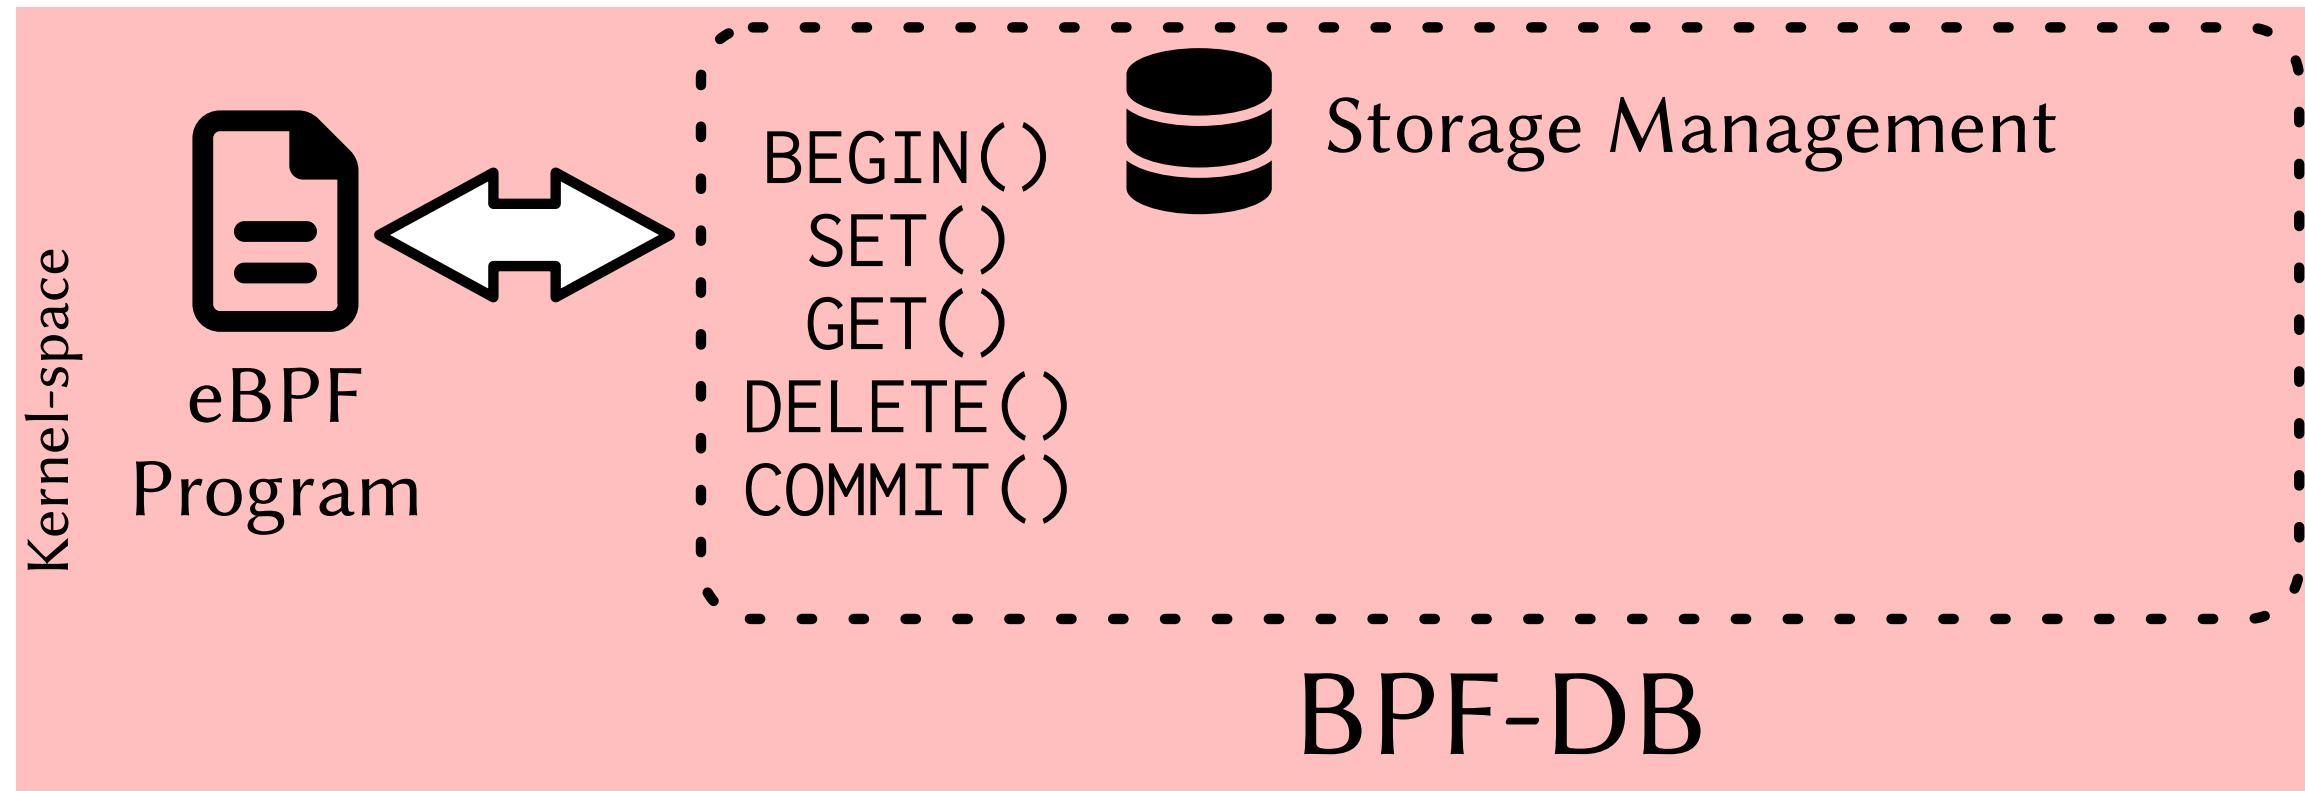 Kernel-space
eBPF
Program
BEGIN()
SET()
GET()
DELETE()
COMMIT()
Storage Management
BPF-DB